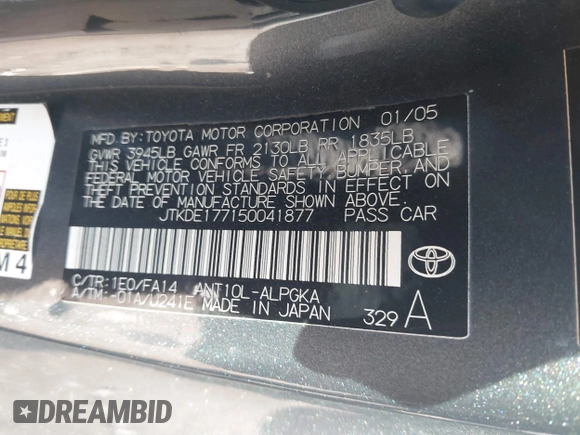 MFD. BY: TOYOTA MOTOR CORPORATION 01/05
GVWR 3945LB GAWR FR 2130LB RR 1835LB
THIS VEHICLE CONFORMS TO ALL APPLICABLE
FEDERAL MOTOR VEHICLE SAFETY, BUMPER, AND
THEFT PREVENTION STANDARDS IN EFFECT ON
THE DATE OF MANUFACTURE SHOWN ABOVE.
JTKDE177150041877 PASS CAR
C/TR: 1E0/FA14 ANT10L-ALPGKA
A/TM: -01A/U241E MADE IN JAPAN
329 A
TOYOTA
M 4
DREAMBID